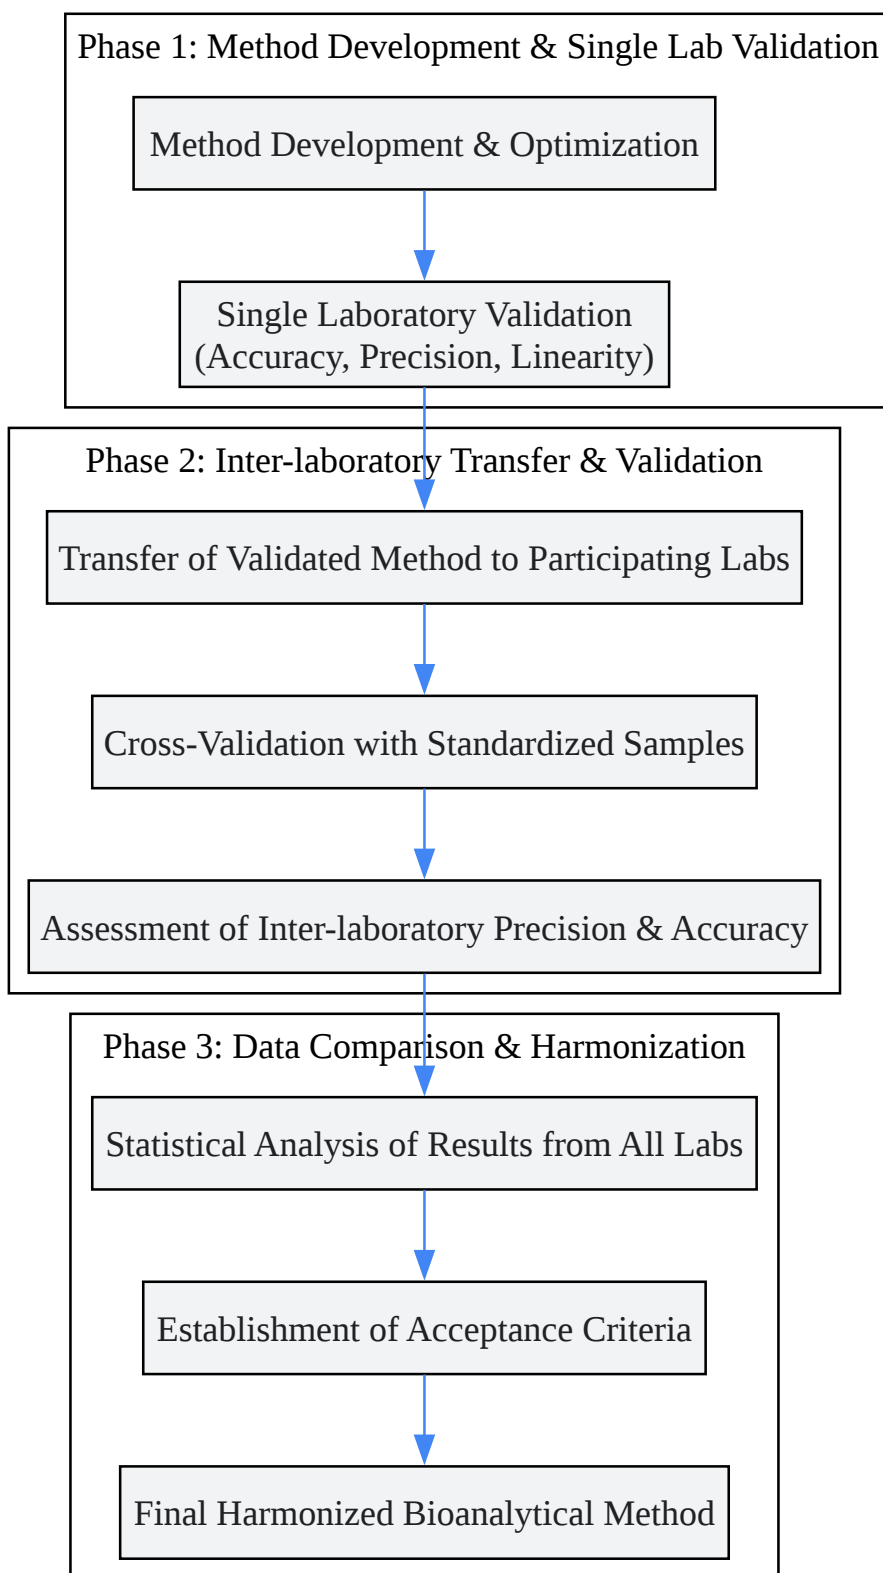 Phase 1: Method Development & Single Lab Validation
Method Development & Optimization
Single Laboratory Validation
(Accuracy, Precision, Linearity)
Phase 2: Inter-laboratory Transfer & Validation
Transfer of Validated Method to Participating Labs
Cross-Validation with Standardized Samples
Assessment of Inter-laboratory Precision & Accuracy
Phase 3: Data Comparison & Harmonization
Statistical Analysis of Results from All Labs
Establishment of Acceptance Criteria
Final Harmonized Bioanalytical Method